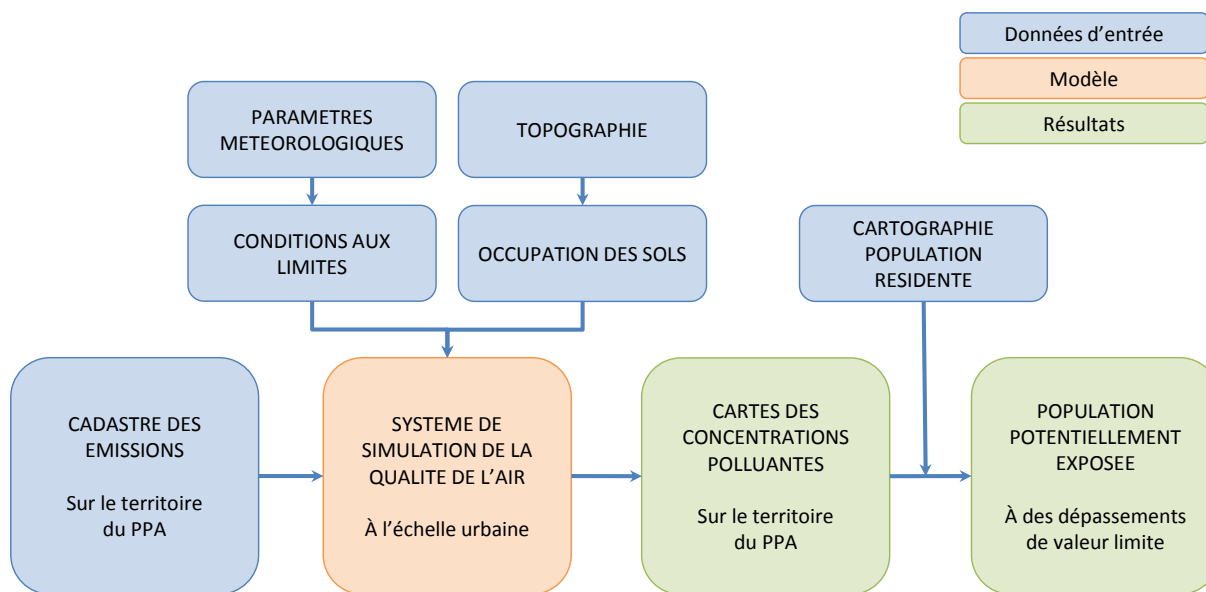 Données d'entrée
Modèle
Résultats
PARAMETRES
METEOROLOGIQUES
TOPOGRAPHIE
CONDITIONS AUX
LIMITES
OCCUPATION DES SOLS
CARTOGRAPHIE
POPULATION
RESIDENTE
CADASTRE DES
EMISSIONS
Sur le territoire
du PPA
SYSTEME DE
SIMULATION DE LA
QUALITE DE L'AIR
À l'échelle urbaine
CARTES DES
CONCENTRATIONS
POLLUANTES
Sur le territoire
du PPA
POPULATION
POTENTIELLEMENT
EXPOSEE
À des dépassements
de valeur limite